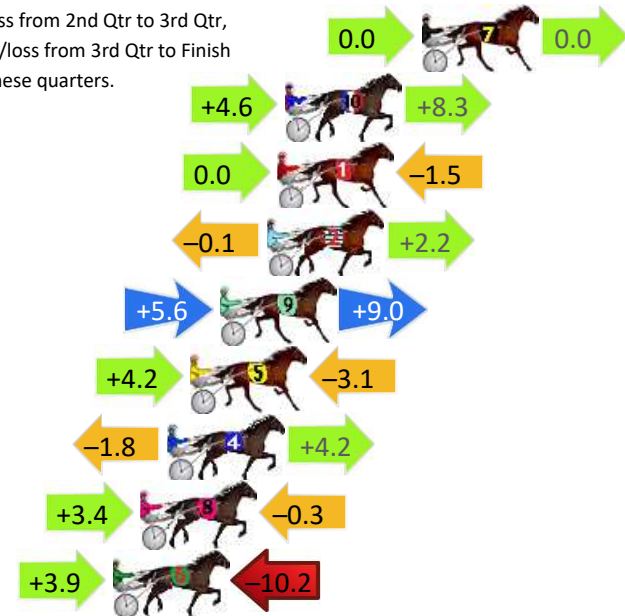 ss from 2nd Qtr to 3rd Qtr,
/loss from 3rd Qtr to Finish
hese quarters.
0.0 7 0.0
+4.6 10 +8.3
0.0 1 –1.5
–0.1 +2.2
+5.6 9 +9.0
+4.2 5 –3.1
–1.8 4 +4.2
+3.4 8 –0.3
+3.9 6 –10.2